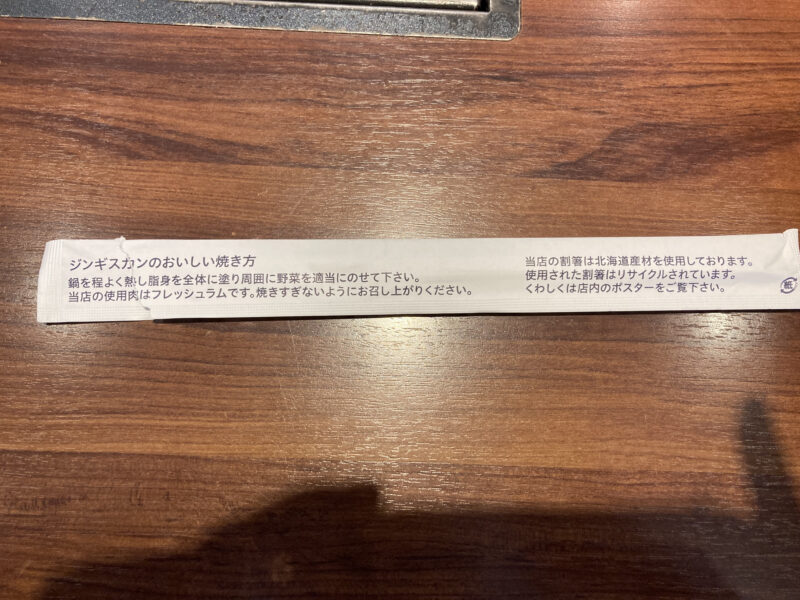 ジンギスカンのおいしい焼き方
鍋を程よく熱し脂身を全体に塗り周囲に野菜を適当にのせて下さい。
当店の使用肉はフレッシュラムです。焼きすぎないようにお召し上がりください。
当店の割箸は北海道産材を使用しております。
使用された割箸はリサイクルされています。
くわしくは店内のポスターをご覧下さい。
紙